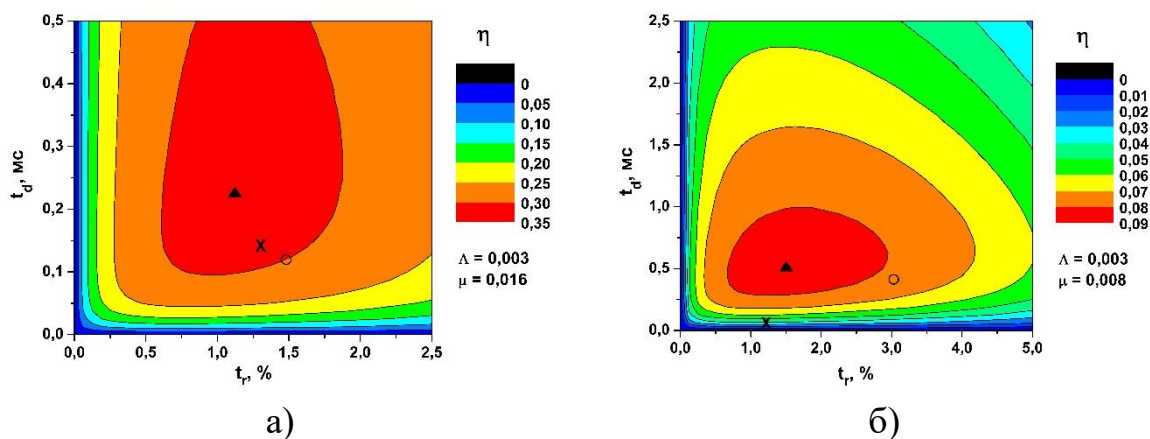 0,5
0,4
0,3
0,2
0,1
0,0
t_d, мс
0,0 0,5 1,0 1,5 2,0 2,5
t_r, %
X
η
0
0,05
0,10
0,15
0,20
0,25
0,30
0,35
Λ = 0,003
μ = 0,016
а)
2,5
2,0
1,5
1,0
0,5
0,0
t_d, мс
0,0 1,0 2,0 3,0 4,0 5,0
t_r, %
X
η
0
0,01
0,02
0,03
0,04
0,05
0,06
0,07
0,08
0,09
Λ = 0,003
μ = 0,008
б)